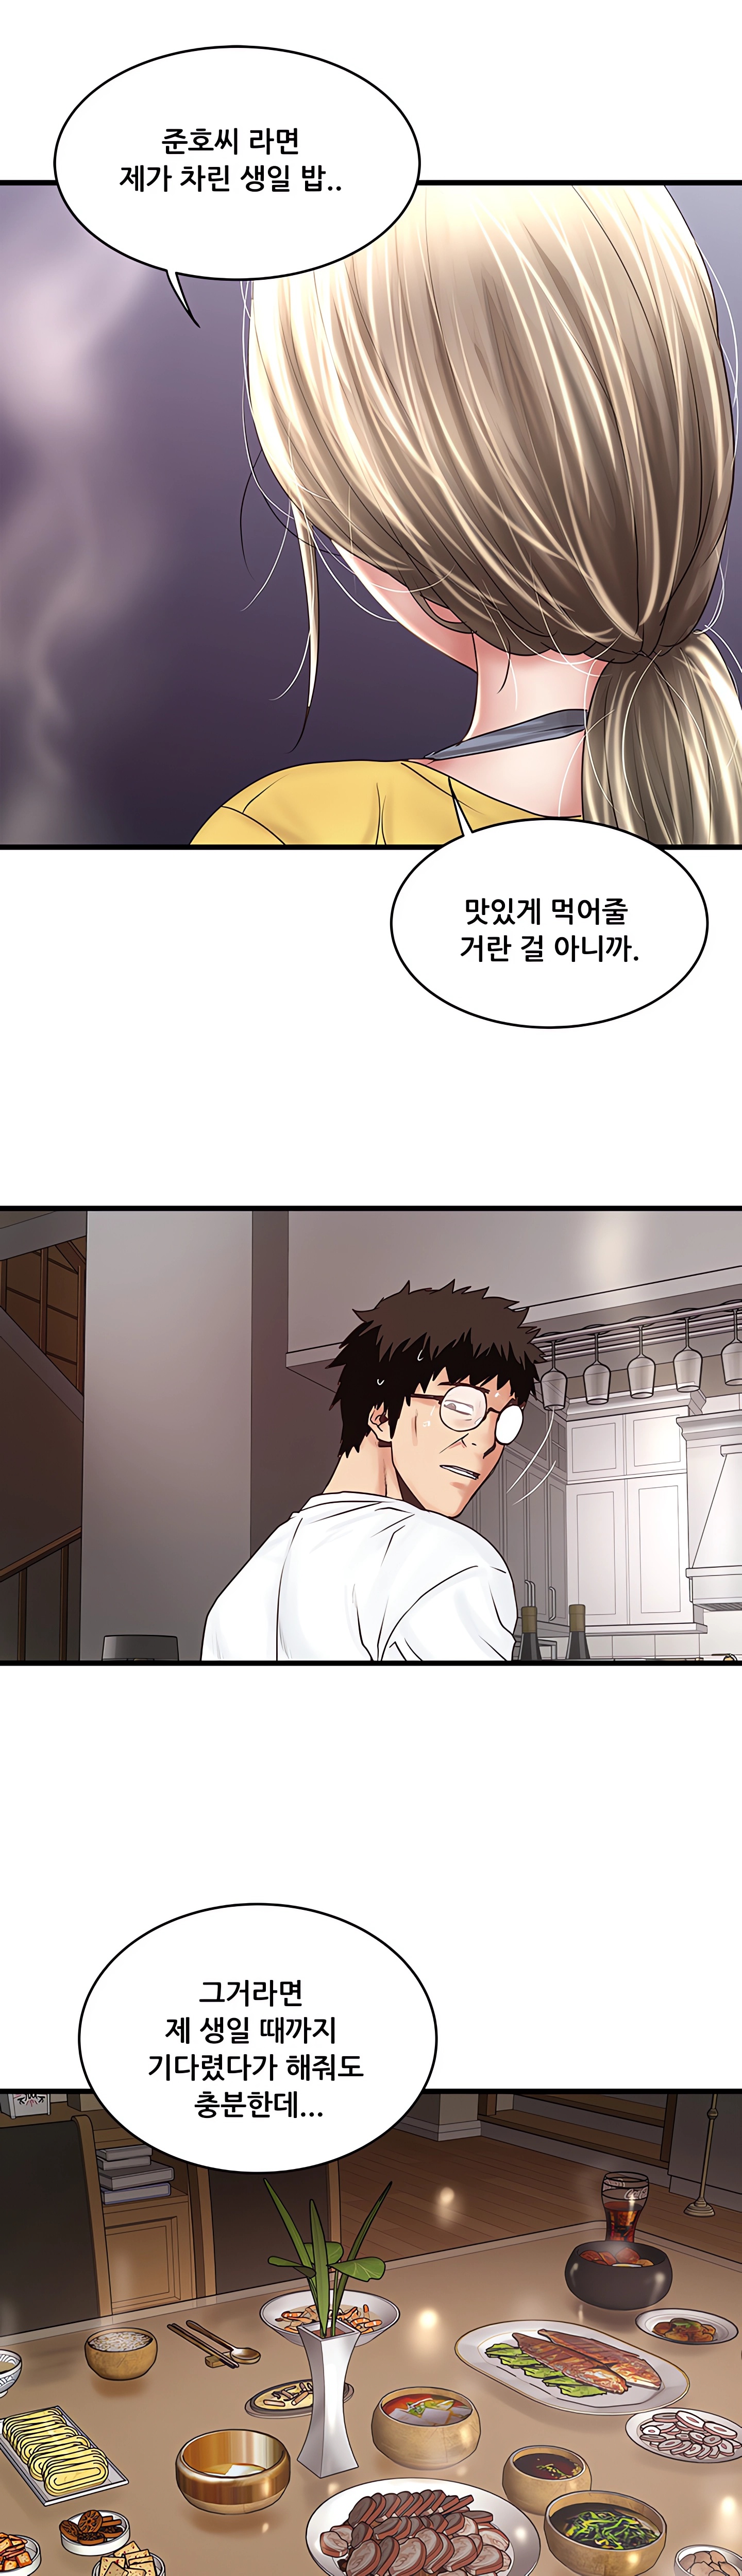 준호씨 라면
제가 차린 생일 밥..
맛있게 먹어줄
거란 걸 아니까.
그거라면
제 생일 때까지
기다렸다가 해줘도
충분한데...